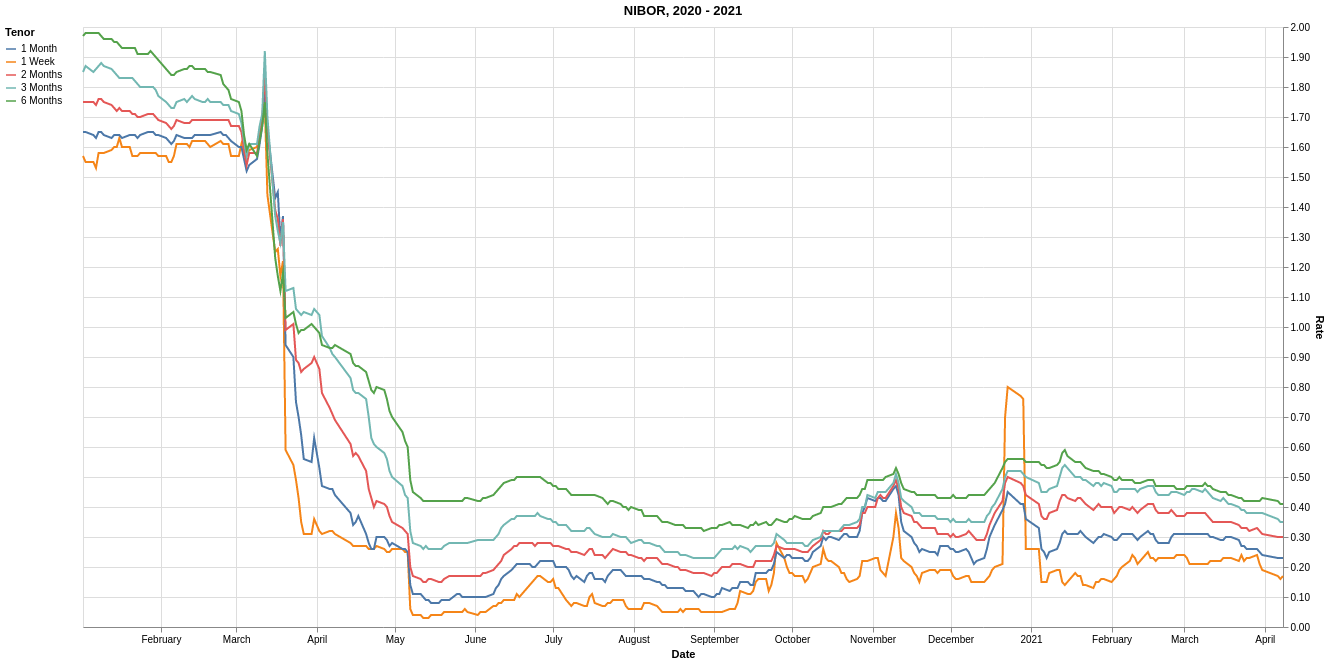 NIBOR, 2020 - 2021
Tenor
1 Month
1 Week
2 Months
3 Months
6 Months
2.00
1.90
1.80
1.70
1.60
1.50
1.40
1.30
1.20
1.10
1.00
0.90
0.80
0.70
0.60
0.50
0.40
0.30
0.20
0.10
0.00
Rate
February March April May June July August September October November December 2021 February March April
Date